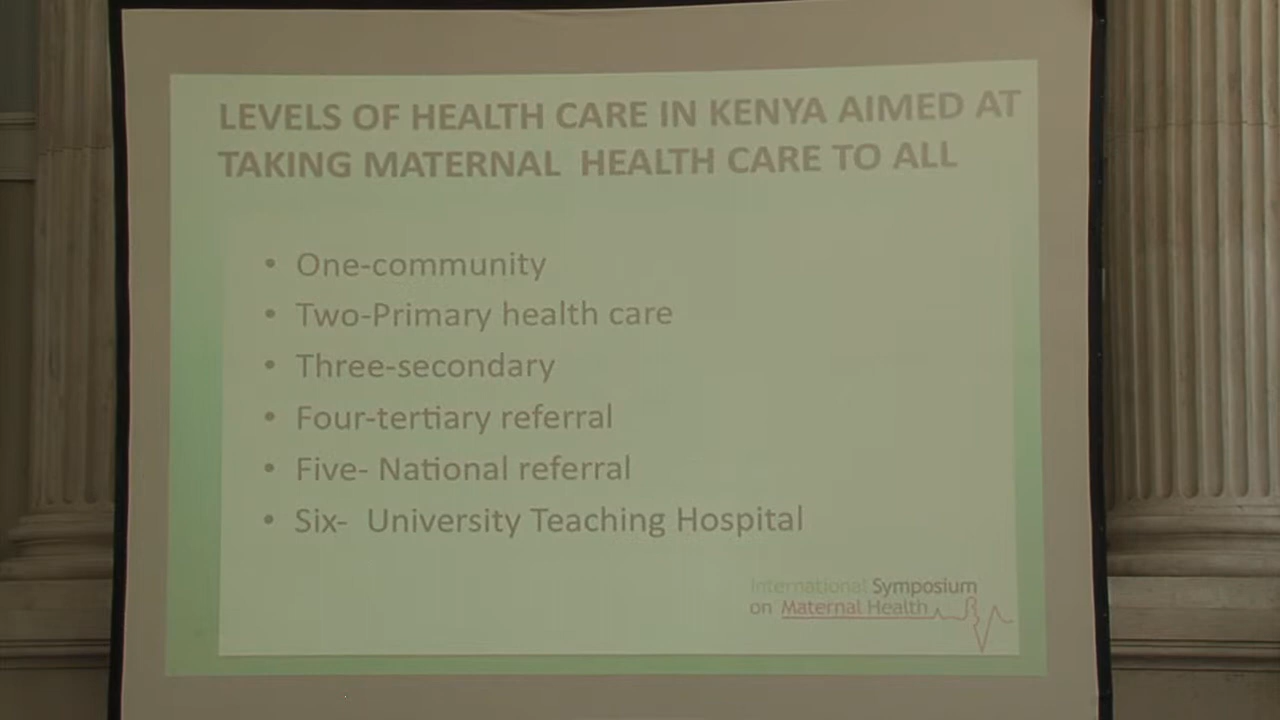 LEVELS OF HEALTH CARE IN KENYA AIMED AT
TAKING MATERNAL HEALTH CARE TO ALL
• One-community
• Two-Primary health care
• Three-secondary
• Four-tertiary referral
• Five- National referral
• Six- University Teaching Hospital
International Symposium
on Maternal Health